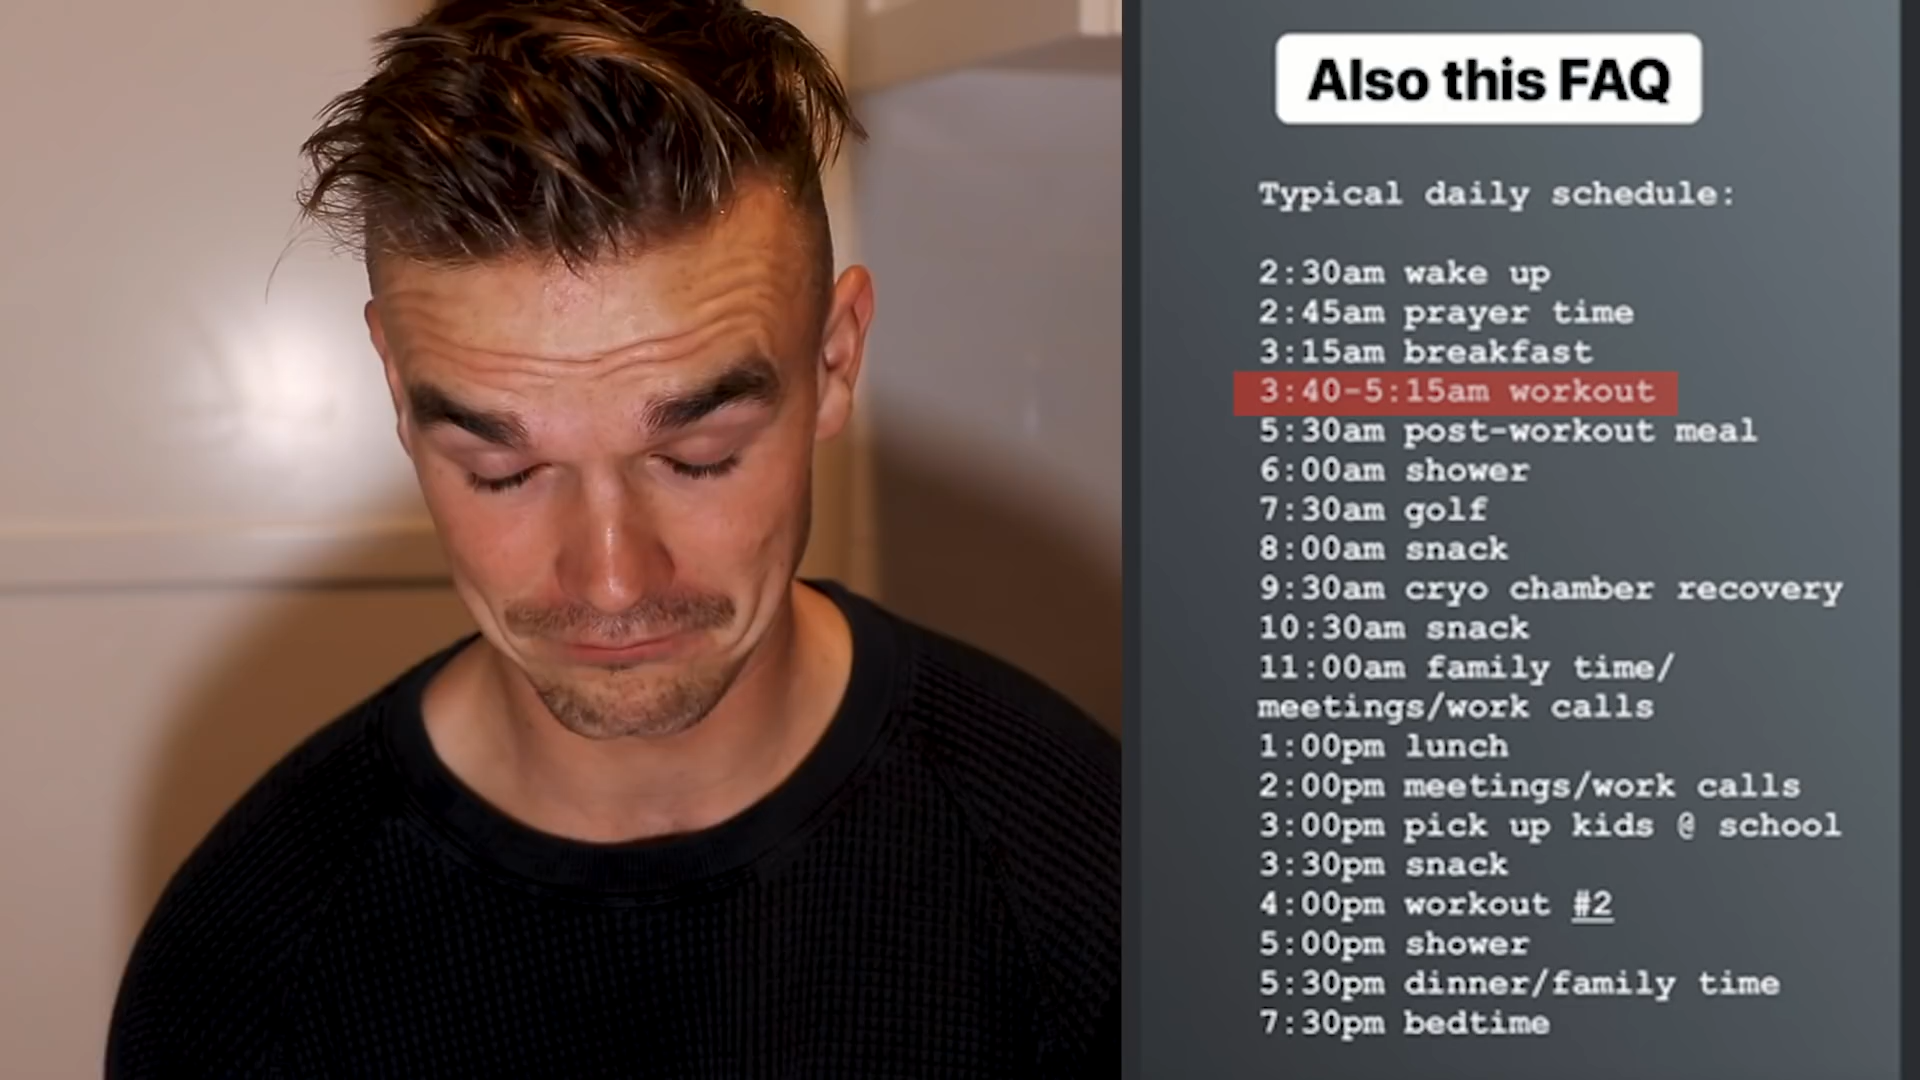 Also this FAQ
Typical daily schedule:
2:30am wake up
2:45am prayer time
3:15am breakfast
3:40-5:15am workout
5:30am post-workout meal
6:00am shower
7:30am golf
8:00am snack
9:30am cryo chamber recovery
10:30am snack
11:00am family time/
meetings/work calls
1:00pm lunch
2:00pm meetings/work calls
3:00pm pick up kids @ school
3:30pm snack
4:00pm workout #2
5:00pm shower
5:30pm dinner/family time
7:30pm bedtime